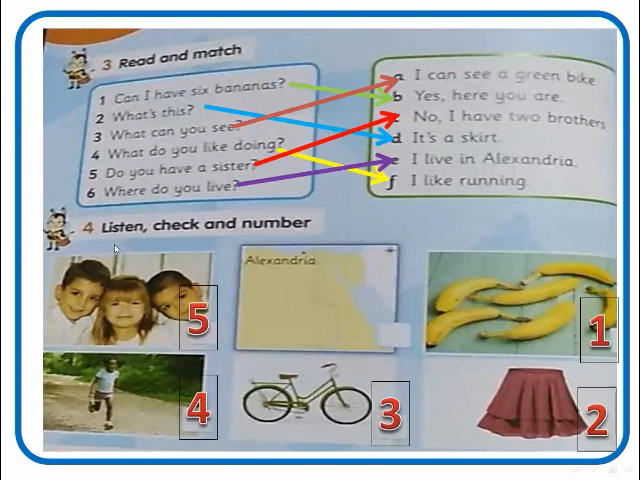 3 Read and match
1 Can I have six bananas?
2 What's this?
3 What can you see?
4 What do you like doing?
5 Do you have a sister?
6 Where do you live?
a I can see a green bike
b Yes, here you are.
c No, I have two brothers
d It's a skirt.
e I live in Alexandria.
f I like running.
4 Listen, check and number
5
Alexandria
1
4
3
2